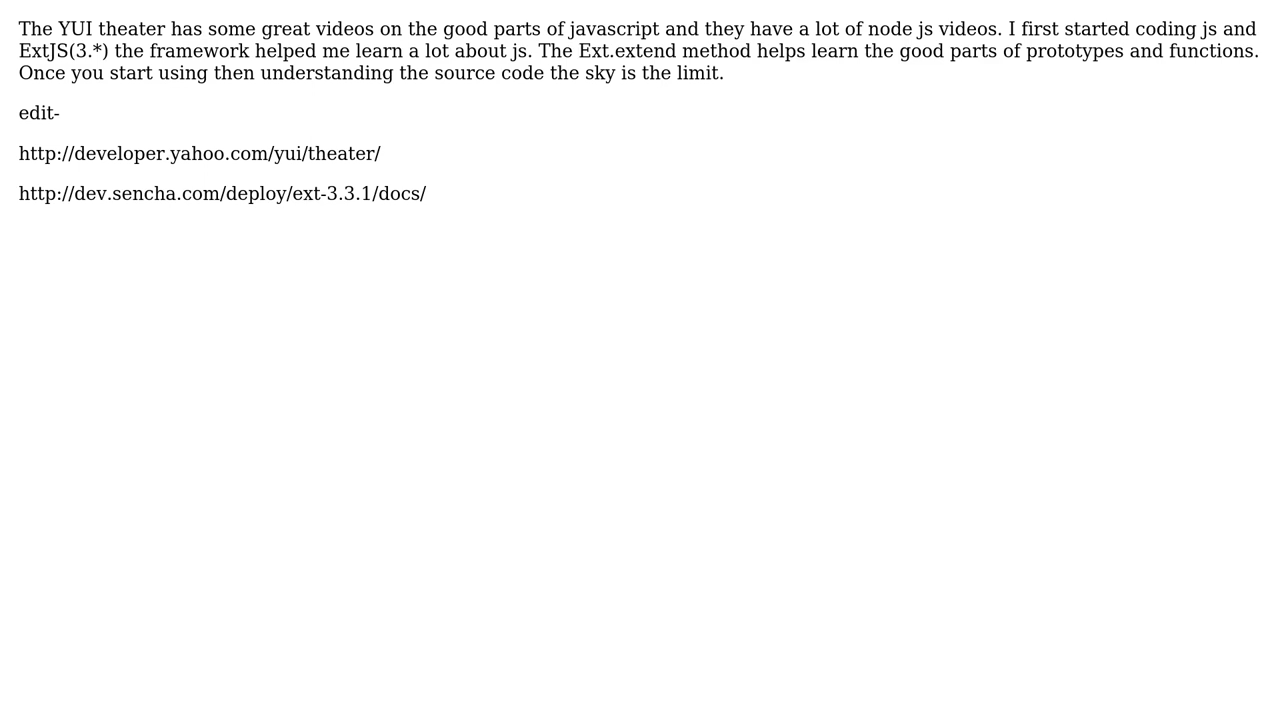 The YUI theater has some great videos on the good parts of javascript and they have a lot of node js videos. I first started coding js and
ExtJS(3.*) the framework helped me learn a lot about js. The Ext.extend method helps learn the good parts of prototypes and functions.
Once you start using then understanding the source code the sky is the limit.
edit-
http://developer.yahoo.com/yui/theater/
http://dev.sencha.com/deploy/ext-3.3.1/docs/